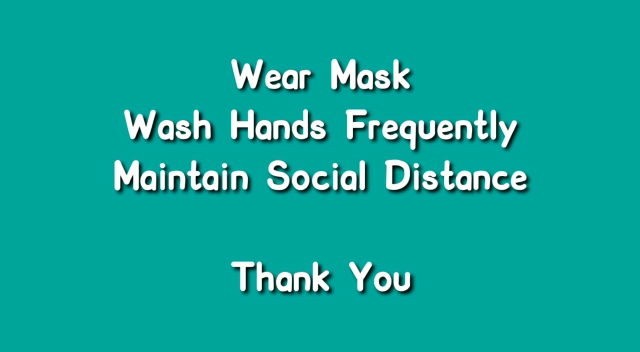 Wear Mask
Wash Hands Frequently
Maintain Social Distance
Thank You